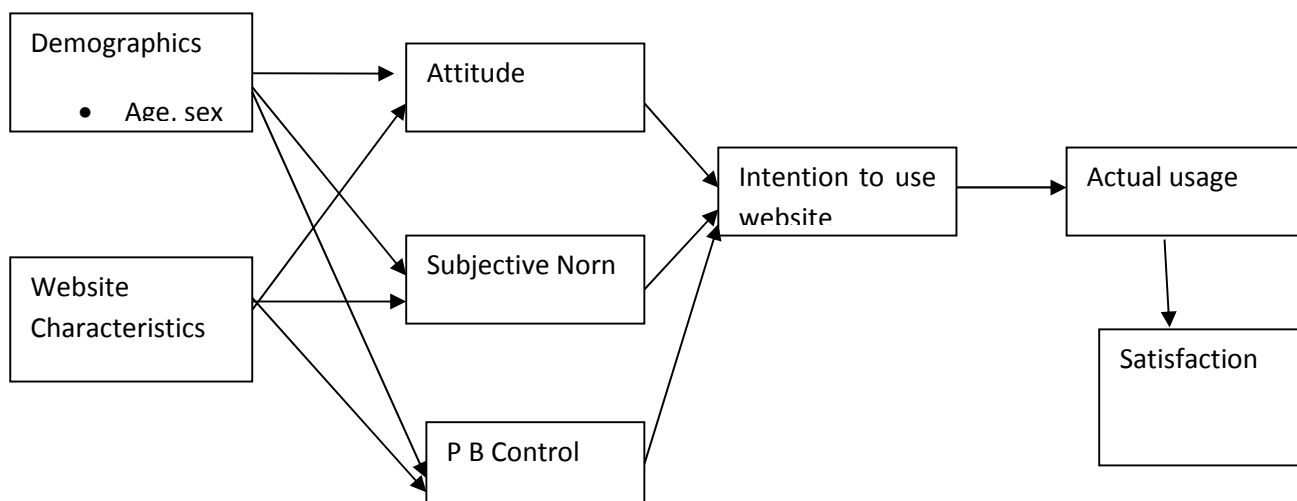 Demographics
• Age, sex
Attitude
Intention to use
website
Actual usage
Subjective Norn
Website
Characteristics
Satisfaction
P B Control